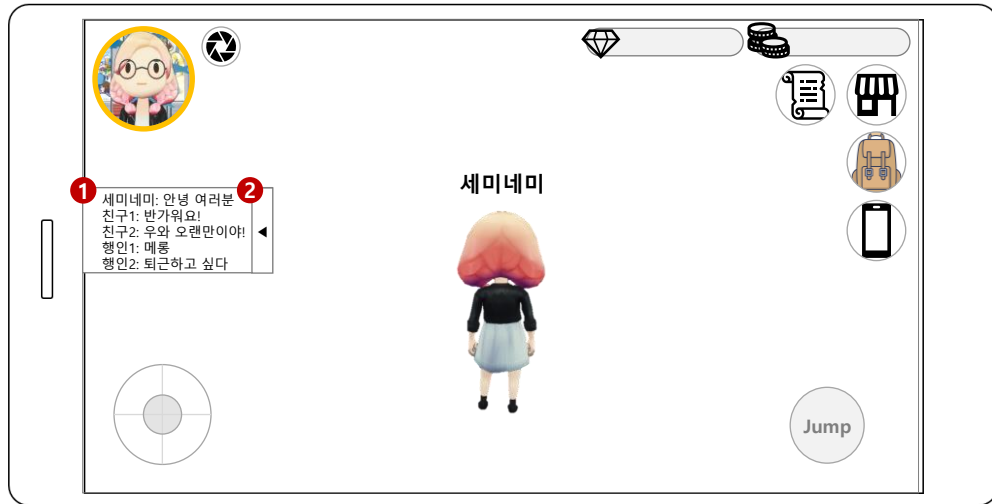 세미네미
1
2
세미네미: 안녕 여러분
친구1: 반가워요!
친구2: 우와 오랜만이야!
행인1: 메롱
행인2: 퇴근하고 싶다
Jump